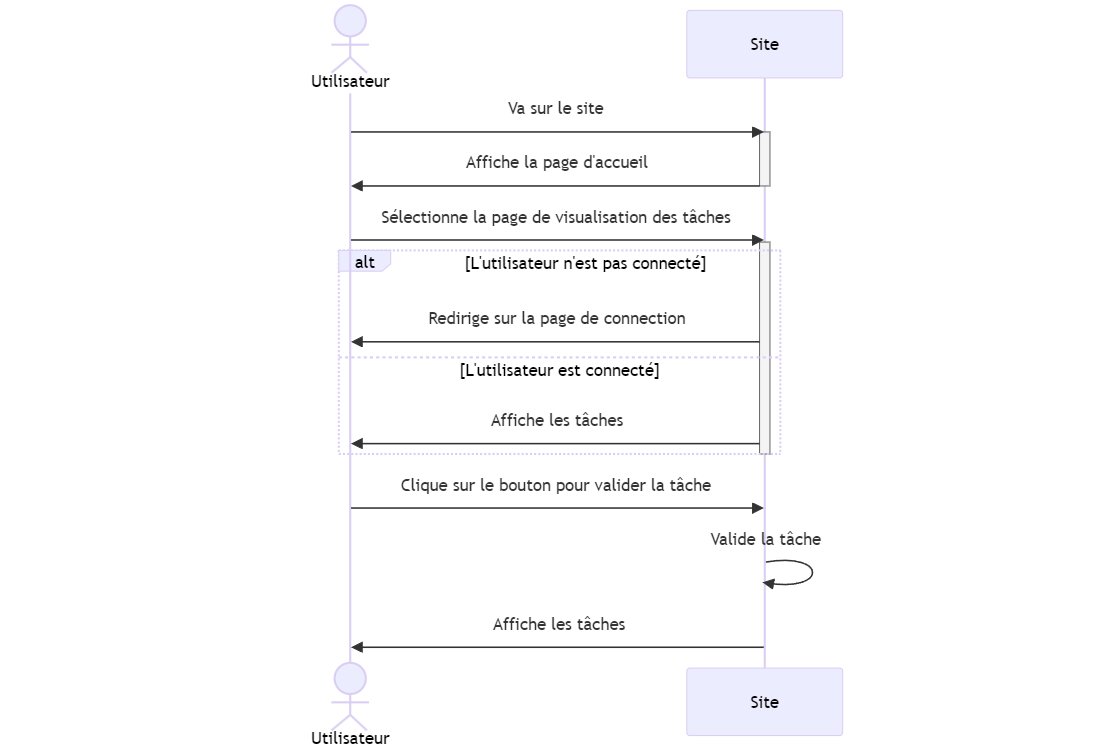 Site
Utilisateur
Va sur le site
Affiche la page d'accueil
Sélectionne la page de visualisation des tâches
alt
[L'utilisateur n'est pas connecté]
Redirige sur la page de connection
[L'utilisateur est connecté]
Affiche les tâches
Clique sur le bouton pour valider la tâche
Valide la tâche
Affiche les tâches
Site
Utilisateur